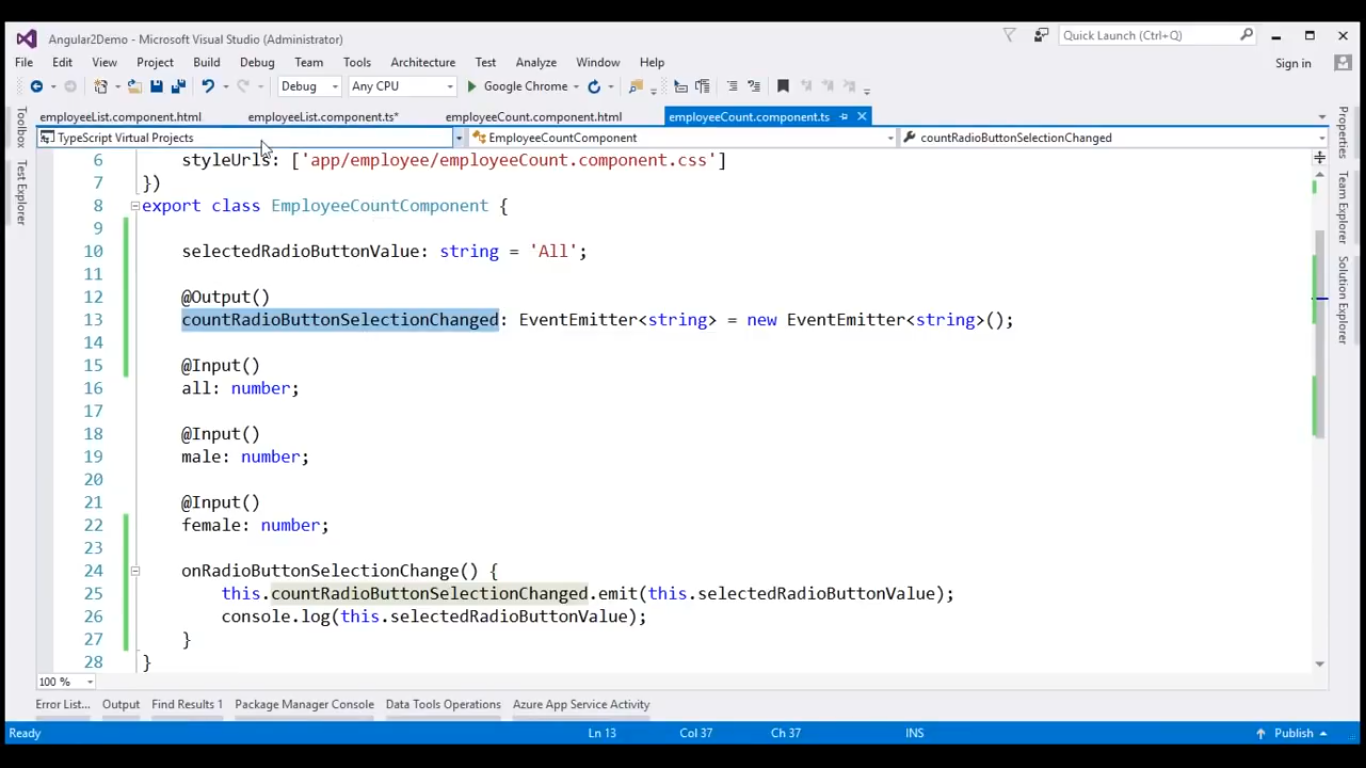 Angular2Demo - Microsoft Visual Studio (Administrator)
Quick Launch (Ctrl+Q)
File Edit View Project Build Debug Team Tools Architecture Test Analyze Window Help
Sign in
Debug Any CPU Google Chrome
employeeList.component.html employeeList.component.ts* employeeCount.component.html employeeCount.component.ts
TypeScript Virtual Projects EmployeeCountComponent countRadioButtonSelectionChanged
Toolbox
Test Explorer
6 styleUrls: ['app/employee/employeeCount.component.css']
7 })
8 export class EmployeeCountComponent {
9
10 selectedRadioButtonValue: string = 'All';
11
12 @Output()
13 countRadioButtonSelectionChanged: EventEmitter<string> = new EventEmitter<string>();
14
15 @Input()
16 all: number;
17
18 @Input()
19 male: number;
20
21 @Input()
22 female: number;
23
24 onRadioButtonSelectionChange() {
25 this.countRadioButtonSelectionChanged.emit(this.selectedRadioButtonValue);
26 console.log(this.selectedRadioButtonValue);
27 }
28 }
Properties
Team Explorer
Solution Explorer
100 %
Error List... Output Find Results 1 Package Manager Console Data Tools Operations Azure App Service Activity
Ready Ln 13 Col 37 Ch 37 INS Publish